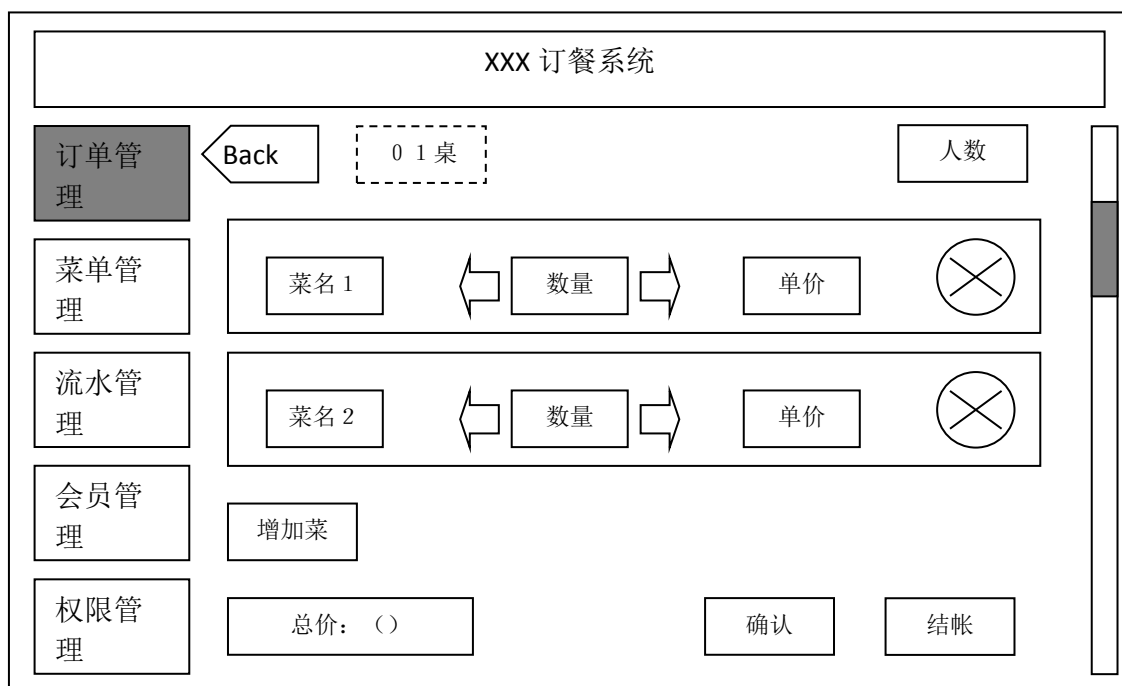 XXX 订餐系统
订单管
理
Back
０１桌
人数
菜单管
理
菜名 1
数量
单价
流水管
理
菜名 2
数量
单价
会员管
理
增加菜
权限管
理
总价：（）
确认
结帐